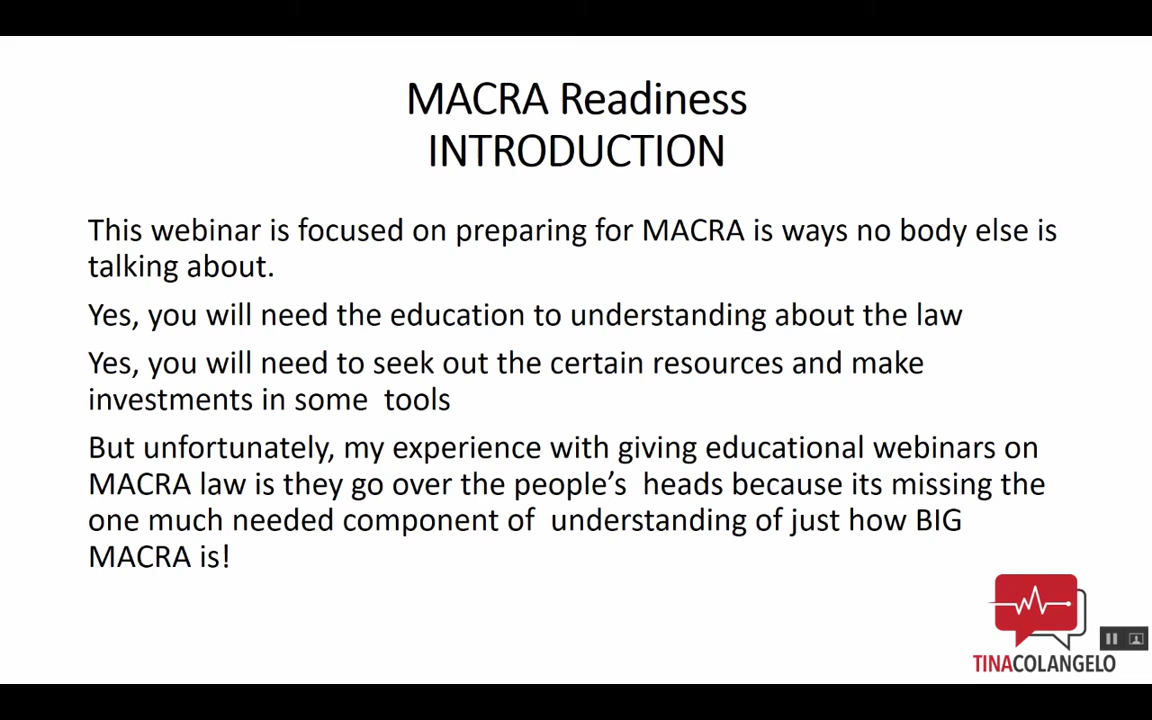 MACRA Readiness
INTRODUCTION
This webinar is focused on preparing for MACRA is ways no body else is
talking about.
Yes, you will need the education to understanding about the law
Yes, you will need to seek out the certain resources and make
investments in some  tools
But unfortunately, my experience with giving educational webinars on
MACRA law is they go over the people’s  heads because its missing the
one much needed component of  understanding of just how BIG
MACRA is!
TINACOLANGELO